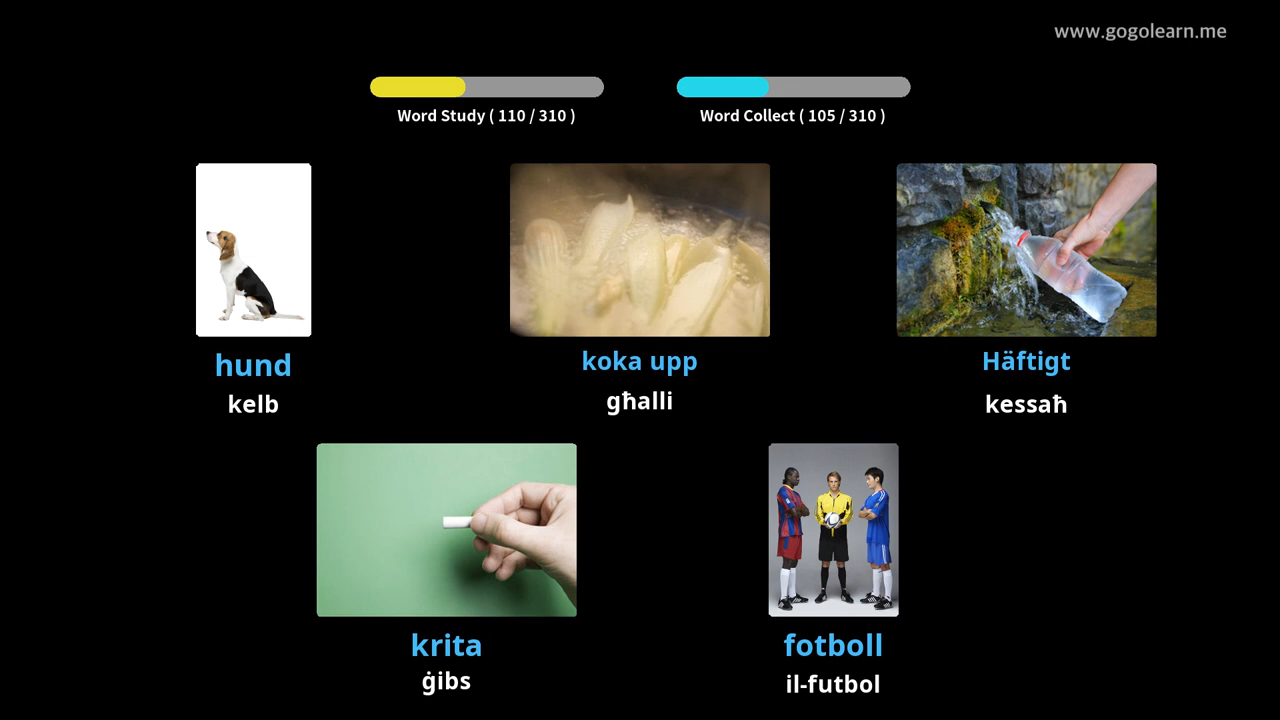 www.gogolearn.me
Word Study ( 110 / 310 )
Word Collect ( 105 / 310 )
hund
kelb
koka upp
għalli
Häftigt
kessaħ
krita
ġibs
fotboll
il-futbol